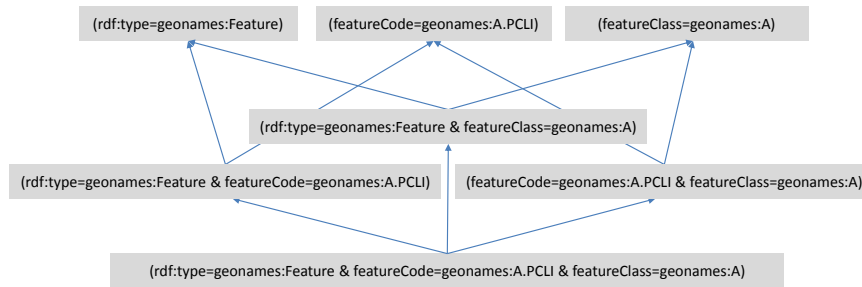 (rdf:type=geonames:Feature)
(featureCode=geonames:A.PCLI)
(featureClass=geonames:A)
(rdf:type=geonames:Feature & featureClass=geonames:A)
(rdf:type=geonames:Feature & featureCode=geonames:A.PCLI)
(featureCode=geonames:A.PCLI & featureClass=geonames:A)
(rdf:type=geonames:Feature & featureCode=geonames:A.PCLI & featureClass=geonames:A)